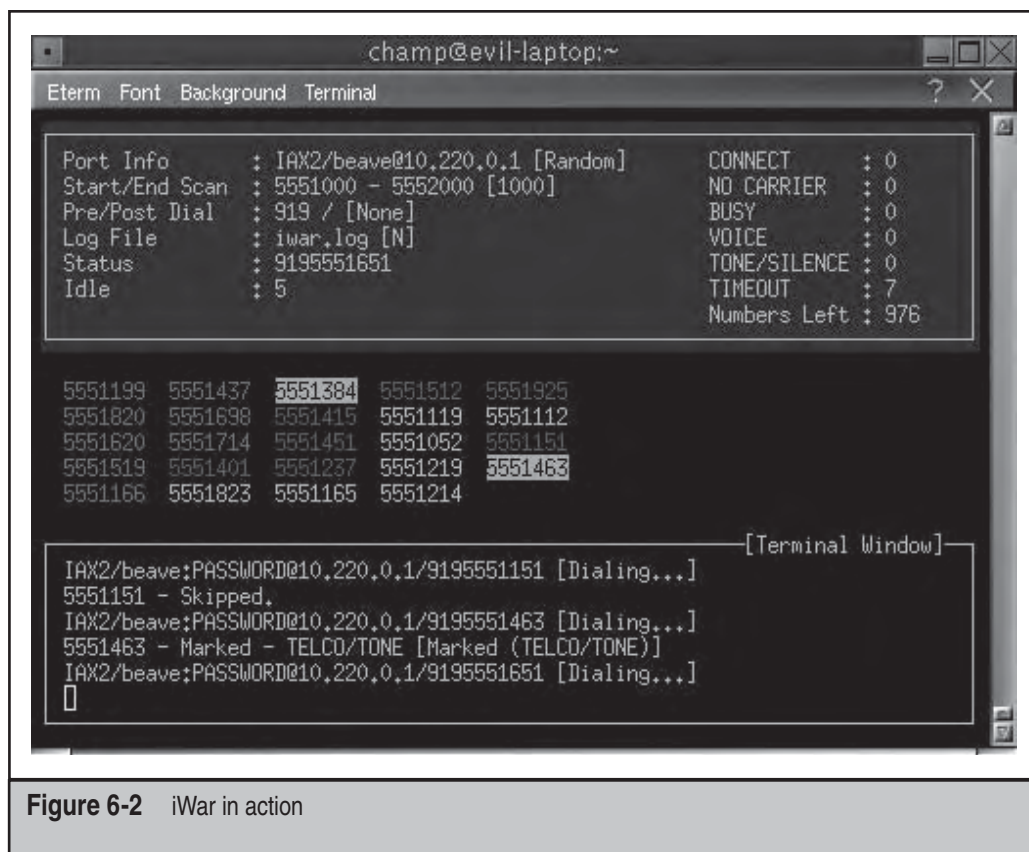 champ@evil-laptop:~
Eterm Font Background Terminal ? X
Port Info : IAX2/beave@10.220.0.1 [Random] CONNECT : 0
Start/End Scan : 5551000 - 5552000 [1000] NO CARRIER : 0
Pre/Post Dial : 919 / [None] BUSY : 0
Log File : iwar.log [N] VOICE : 0
Status : 9195551651 TONE/SILENCE : 0
Idle : 5 TIMEOUT : 7
Numbers Left : 976
5551199 5551437 5551384 5551512 5551925
5551820 5551698 5551415 5551119 5551112
5551620 5551714 5551451 5551052 5551151
5551519 5551401 5551237 5551219 5551463
5551166 5551823 5551165 5551214
[Terminal Window]
IAX2/beave:PASSWORD@10.220.0.1/9195551151 [Dialing...]
5551151 - Skipped.
IAX2/beave:PASSWORD@10.220.0.1/9195551463 [Dialing...]
5551463 - Marked - TELCO/TONE [Marked (TELCO/TONE)]
IAX2/beave:PASSWORD@10.220.0.1/9195551651 [Dialing...]
Figure 6-2 iWar in action